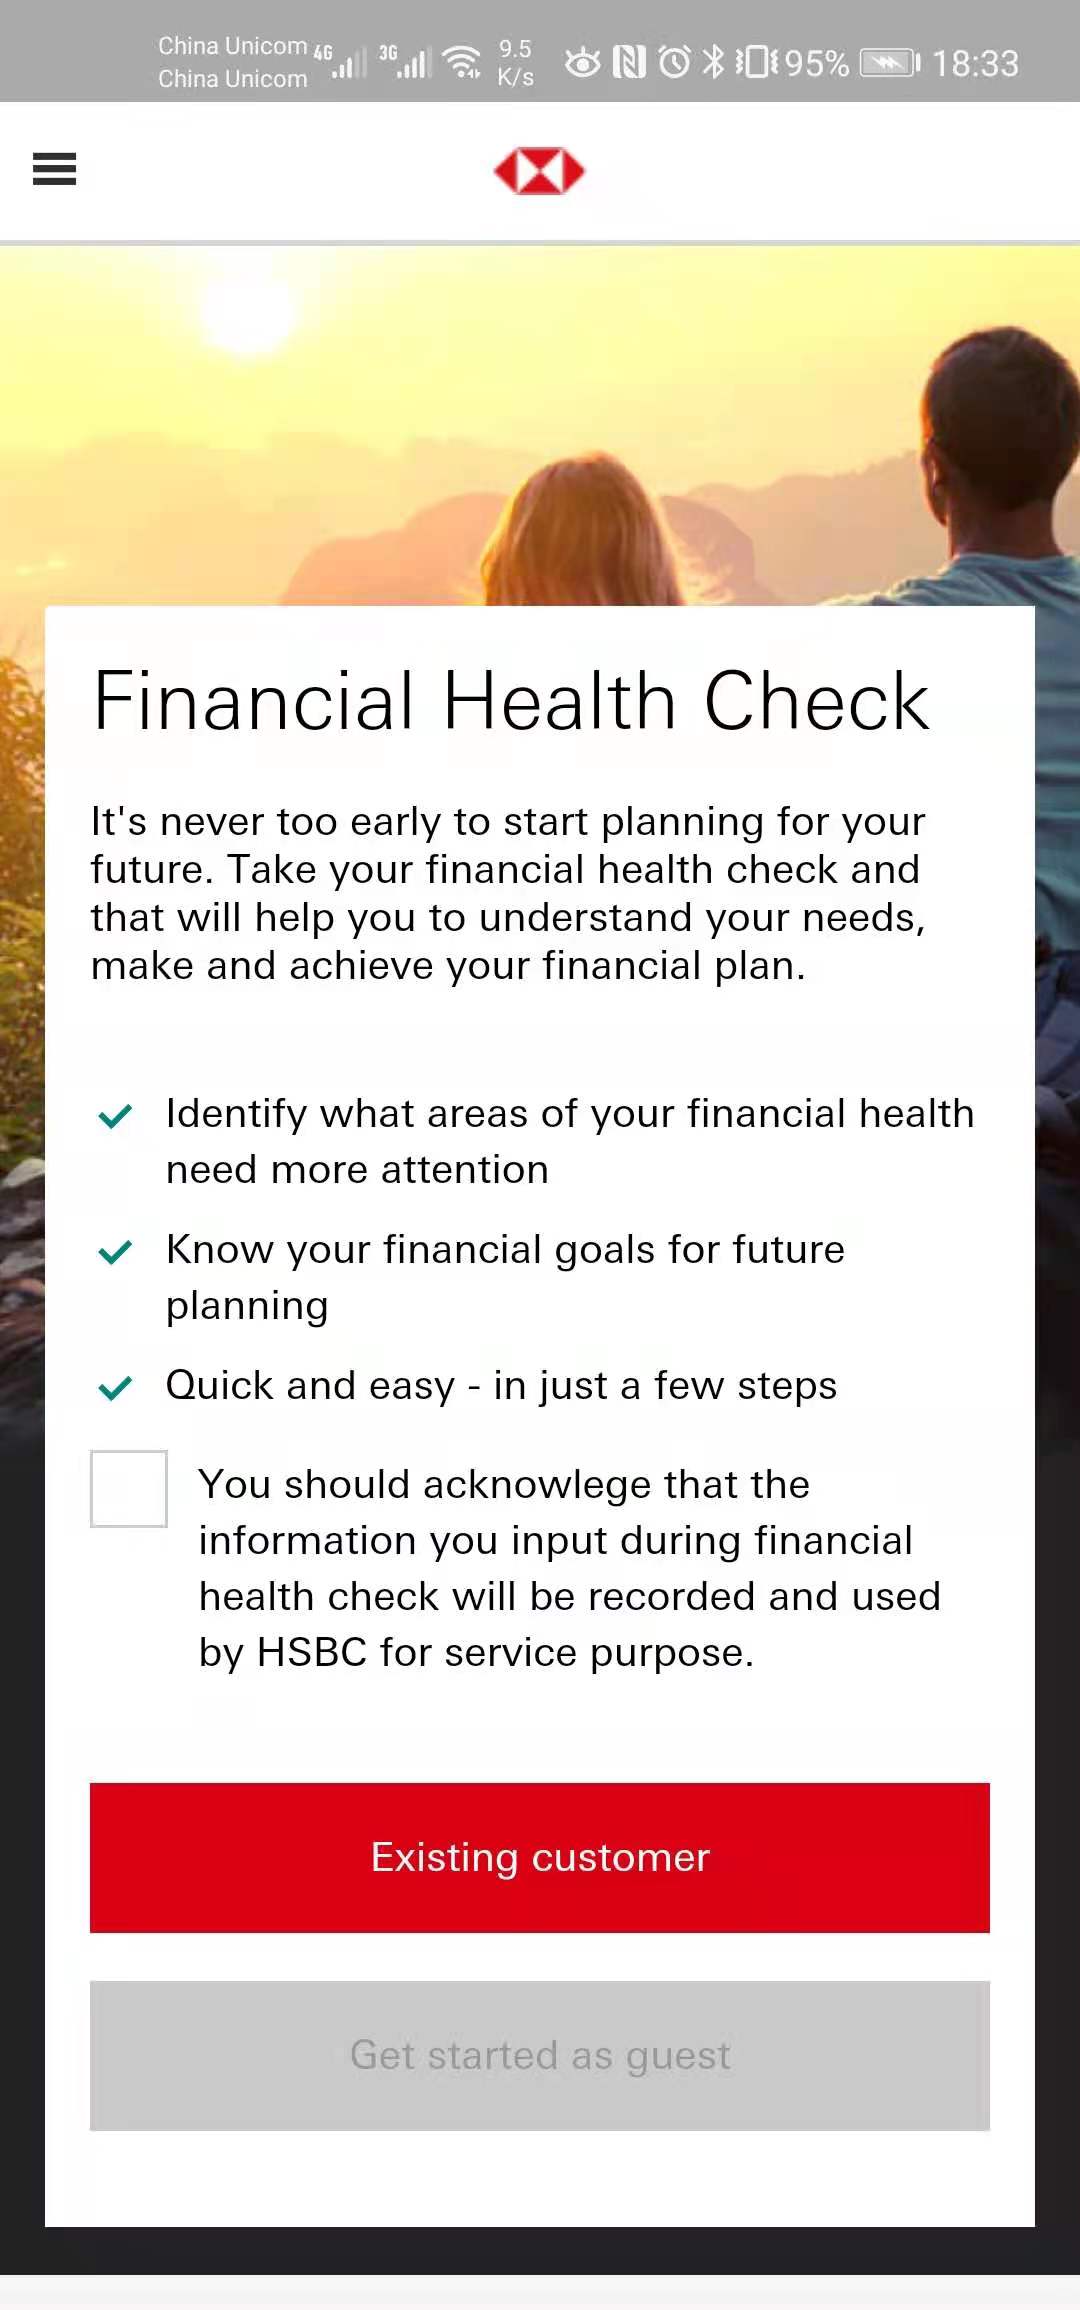 China Unicom 4G 3G 9.5 95% 18:33
China Unicom K/s
Financial Health Check
It's never too early to start planning for your
future. Take your financial health check and
that will help you to understand your needs,
make and achieve your financial plan.
Identify what areas of your financial health
need more attention
Know your financial goals for future
planning
Quick and easy - in just a few steps
You should acknowlege that the
information you input during financial
health check will be recorded and used
by HSBC for service purpose.
Existing customer
Get started as guest